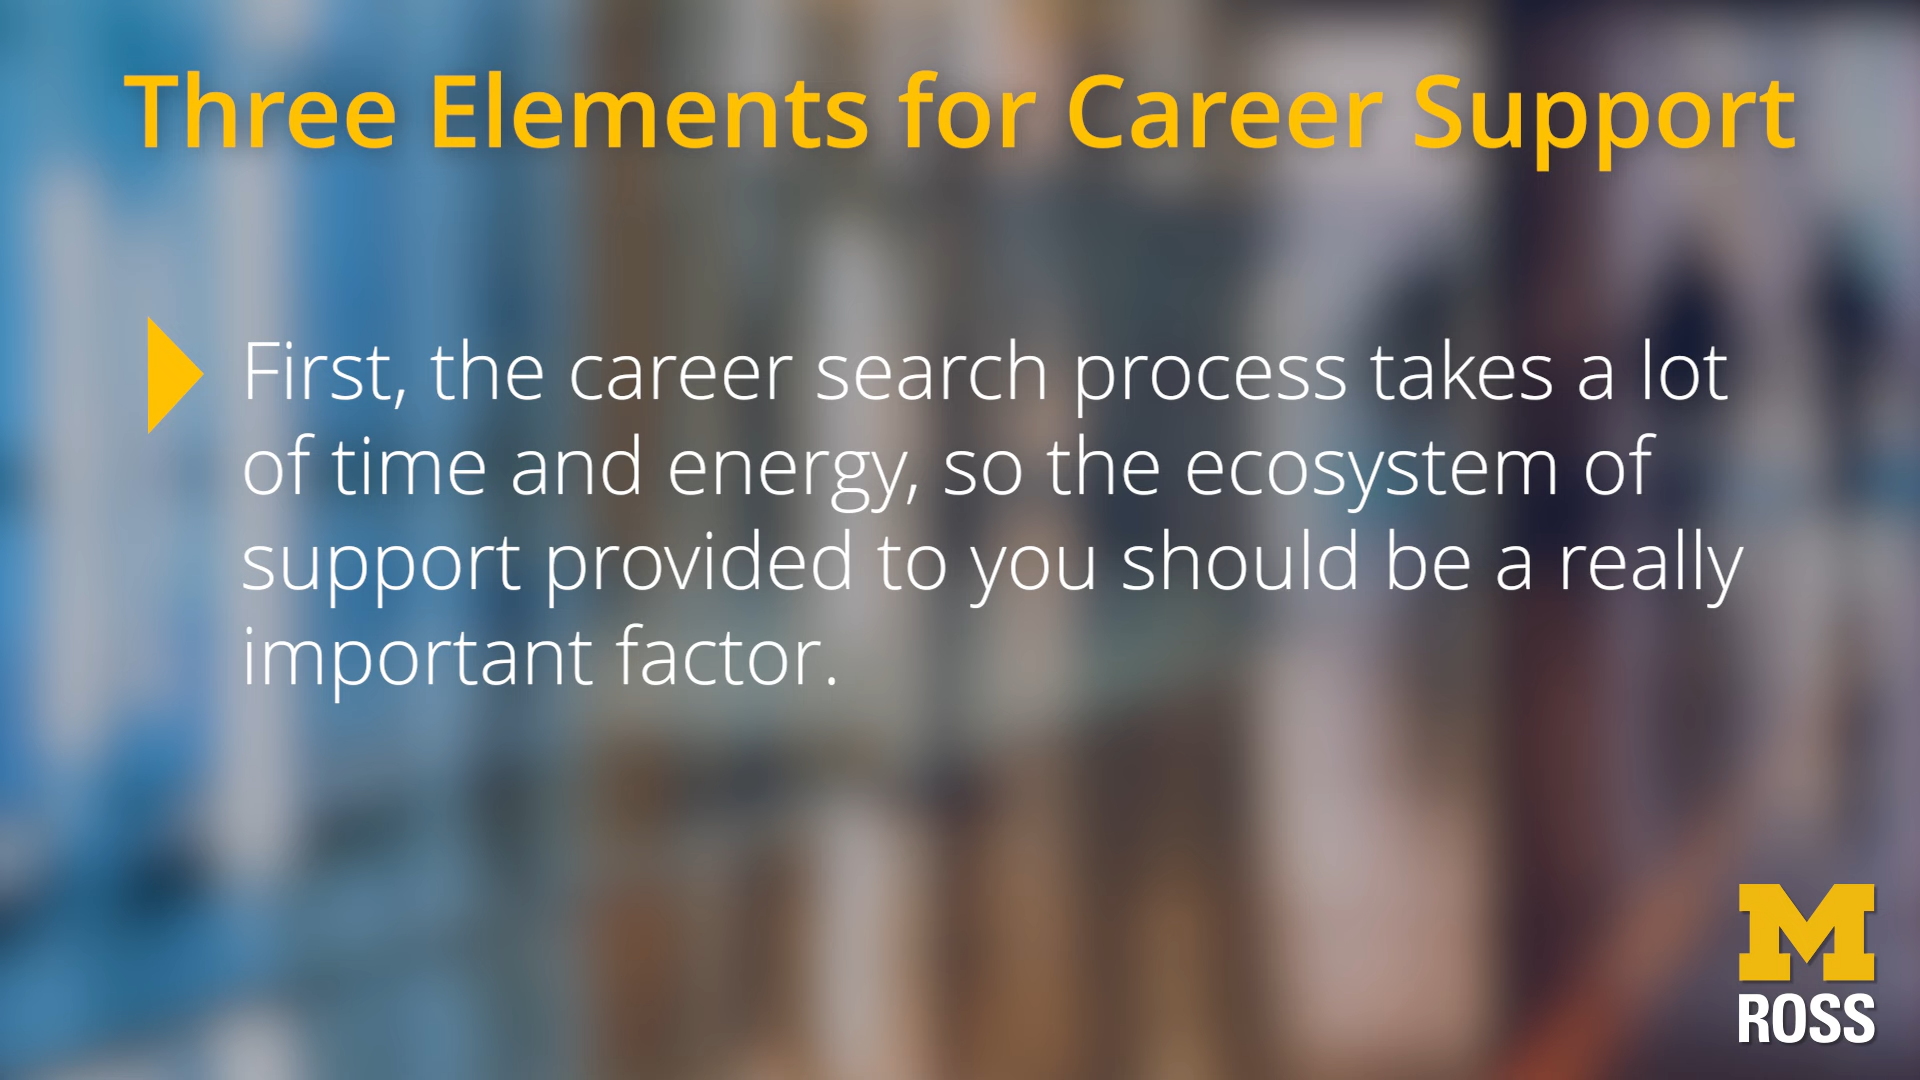 Three Elements for Career Support
First, the career search process takes a lot
of time and energy, so the ecosystem of
support provided to you should be a really
important factor.
M
ROSS